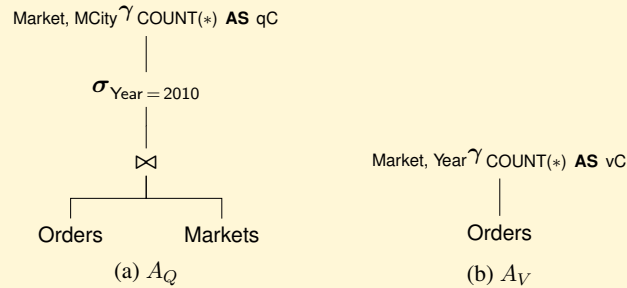 Market, MCity γ COUNT(*) AS qC
σ Year = 2010
⋈
Market, Year γ COUNT(*) AS vC
Orders Markets Orders
(a) A_Q (b) A_V